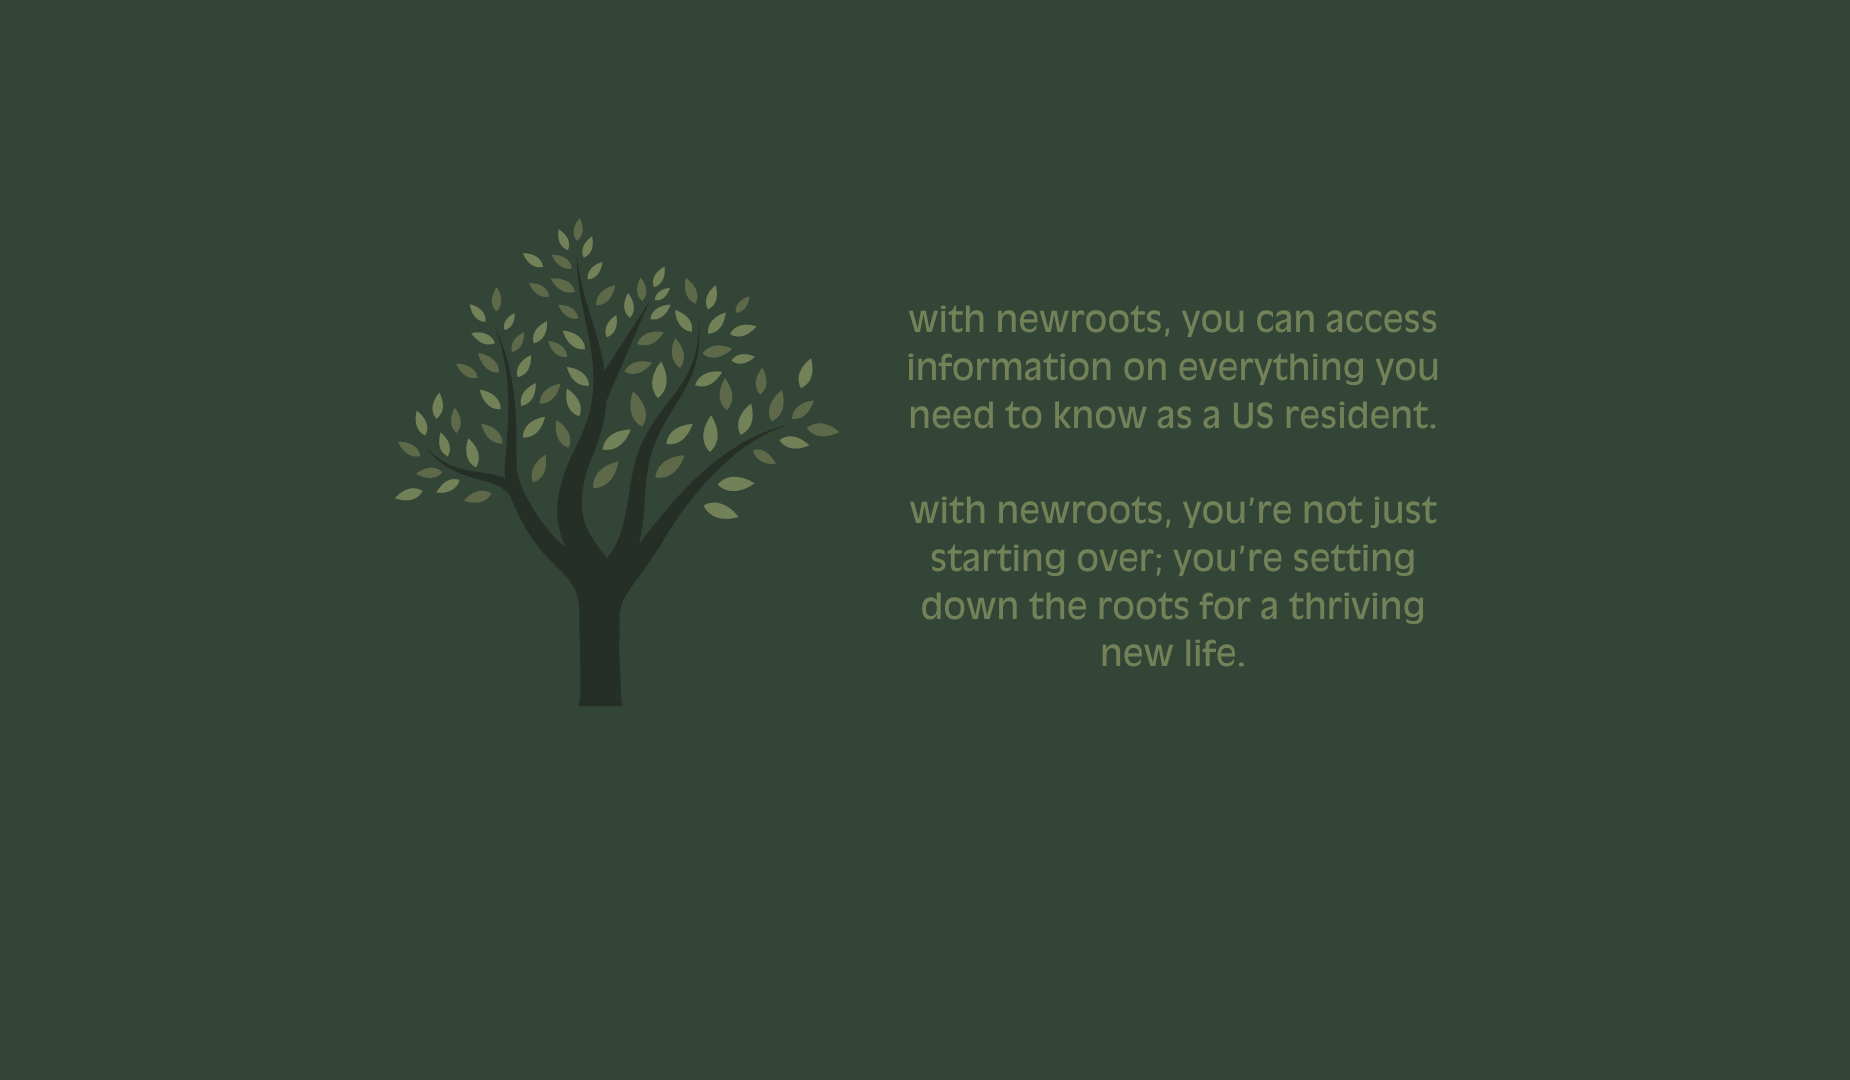 with newroots, you can access
information on everything you
need to know as a US resident.
with newroots, you’re not just
starting over; you’re setting
down the roots for a thriving
new life.